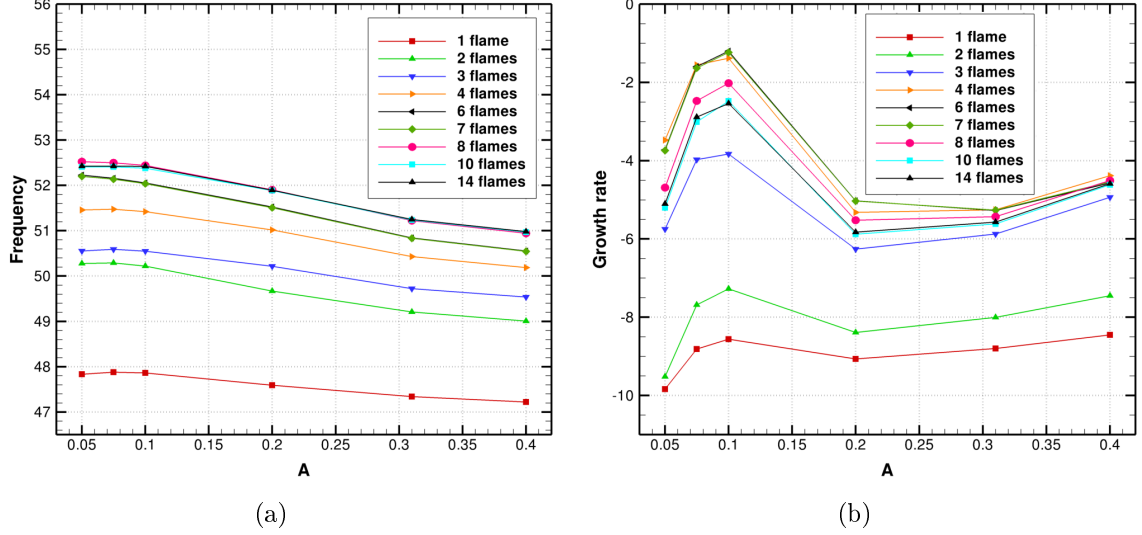 56
55
54
53
52
51
50
49
48
47
Frequency
0.05
0.1
0.15
0.2
0.25
0.3
0.35
0.4
A
1 flame
2 flames
3 flames
4 flames
6 flames
7 flames
8 flames
10 flames
14 flames
(a)
0
-2
-4
-6
-8
-10
Growth rate
0.05
0.1
0.15
0.2
0.25
0.3
0.35
0.4
A
1 flame
2 flames
3 flames
4 flames
6 flames
7 flames
8 flames
10 flames
14 flames
(b)